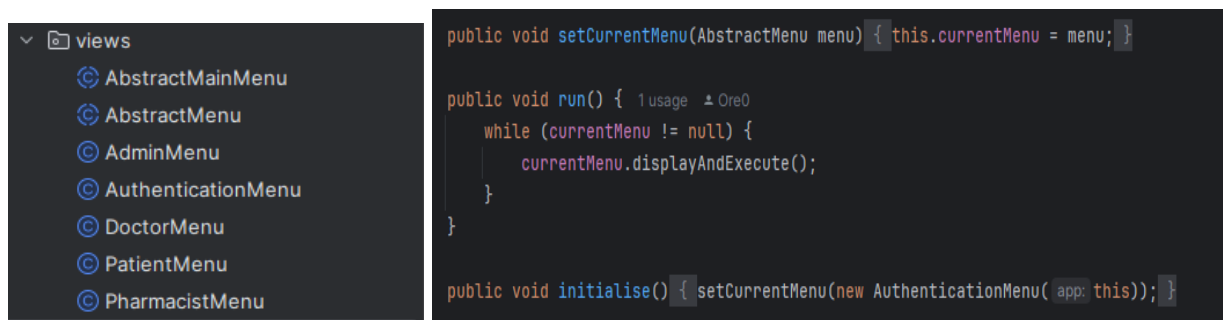 views
AbstractMainMenu
AbstractMenu
AdminMenu
AuthenticationMenu
DoctorMenu
PatientMenu
PharmacistMenu
public void setCurrentMenu(AbstractMenu menu) { this.currentMenu = menu; }
public void run() { 1 usage Ore0
while (currentMenu != null) {
currentMenu.displayAndExecute();
}
}
public void initialise() { setCurrentMenu(new AuthenticationMenu( app: this)); }